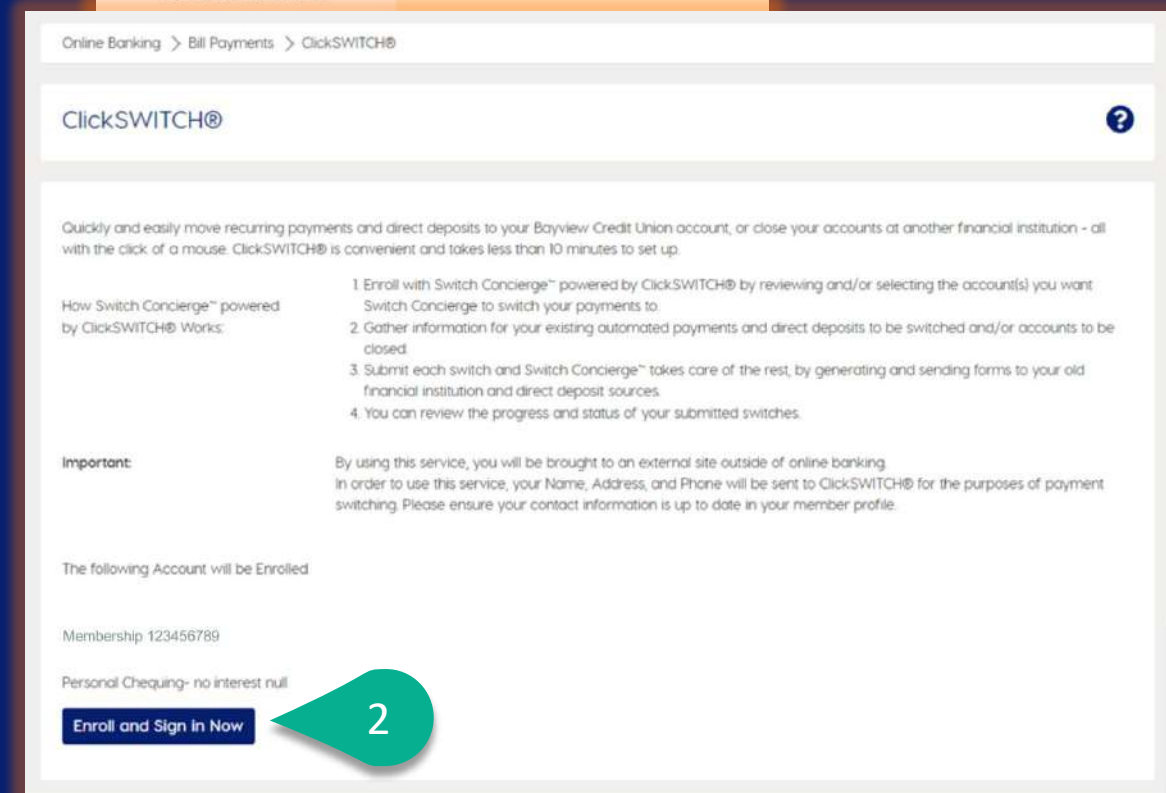 Online Banking > Bill Payments > ClickSWITCH®
ClickSWITCH®
?
Quickly and easily move recurring payments and direct deposits to your Bayview Credit Union account, or close your accounts at another financial institution - all
with the click of a mouse. ClickSWITCH® is convenient and takes less than 10 minutes to set up.
How Switch Concierge™ powered
by ClickSWITCH® Works:
1. Enroll with Switch Concierge™ powered by ClickSWITCH® by reviewing and/or selecting the account(s) you want
Switch Concierge to switch your payments to.
2. Gather information for your existing automated payments and direct deposits to be switched and/or accounts to be
closed.
3. Submit each switch and Switch Concierge™ takes care of the rest, by generating and sending forms to your old
financial institution and direct deposit sources.
4. You can review the progress and status of your submitted switches.
Important:
By using this service, you will be brought to an external site outside of online banking.
In order to use this service, your Name, Address, and Phone will be sent to ClickSWITCH® for the purposes of payment
switching. Please ensure your contact information is up to date in your member profile.
The following Account will be Enrolled
Membership 123456789
Personal Chequing- no interest null
Enroll and Sign in Now
2